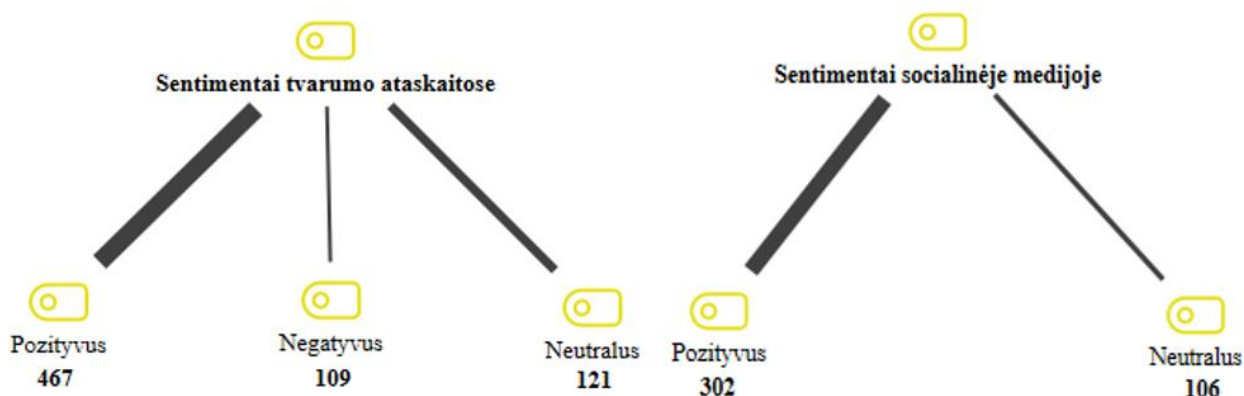 Sentimentai tvarumo ataskaitose
Pozityvus
467
Negatyvus
109
Neutralus
121
Sentimentai socialinėje medijoje
Pozityvus
302
Neutralus
106